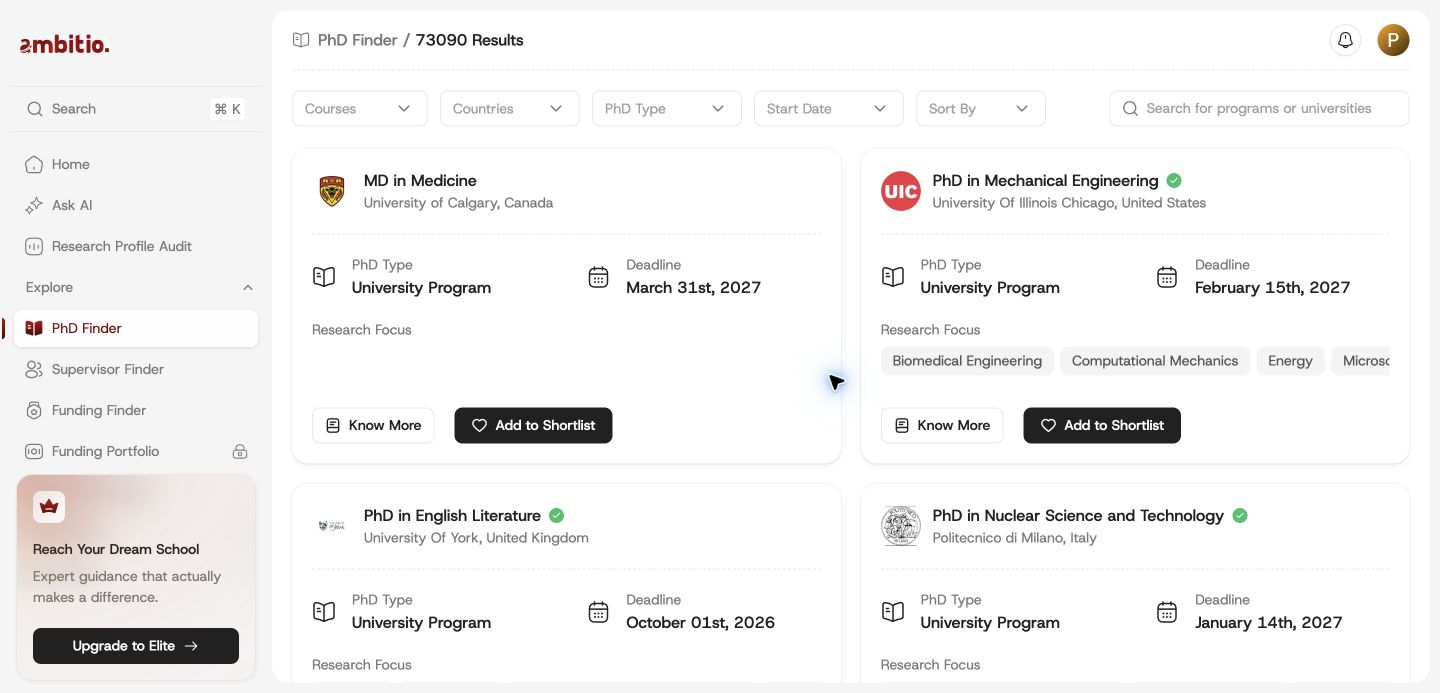 ambitio.
Search
⌘ K
Home
Ask AI
Research Profile Audit
Explore
PhD Finder
Supervisor Finder
Funding Finder
Funding Portfolio
Reach Your Dream School
Expert guidance that actually
makes a difference.
Upgrade to Elite →
PhD Finder / 73090 Results
P
Courses
Countries
PhD Type
Start Date
Sort By
Search for programs or universities
MD in Medicine
University of Calgary, Canada
PhD Type
University Program
Deadline
March 31st, 2027
Research Focus
Know More
Add to Shortlist
UIC
PhD in Mechanical Engineering
University Of Illinois Chicago, United States
PhD Type
University Program
Deadline
February 15th, 2027
Research Focus
Biomedical Engineering
Computational Mechanics
Energy
Microsc
Know More
Add to Shortlist
PhD in English Literature
University Of York, United Kingdom
PhD Type
University Program
Deadline
October 01st, 2026
Research Focus
PhD in Nuclear Science and Technology
Politecnico di Milano, Italy
PhD Type
University Program
Deadline
January 14th, 2027
Research Focus